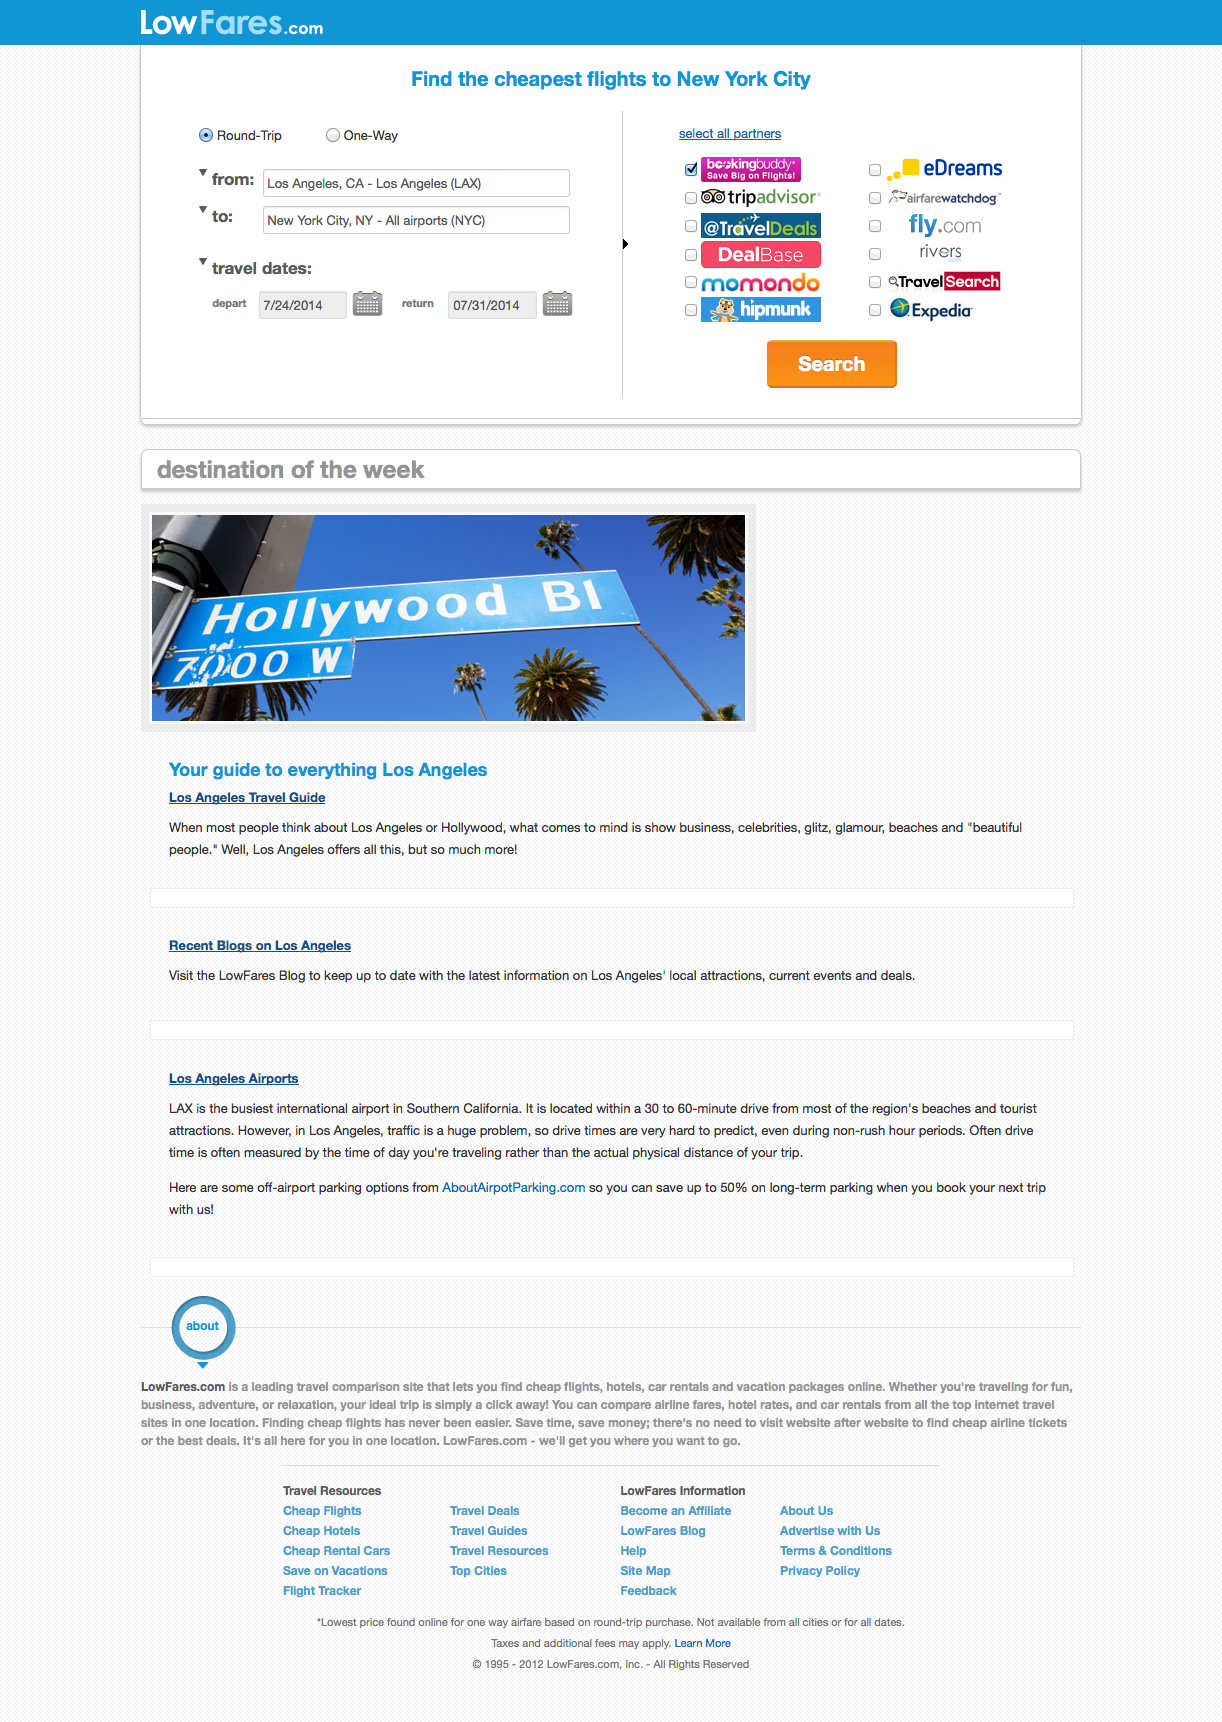 LowFares.com
Find the cheapest flights to New York City
Round-Trip One-Way
from: Los Angeles, CA - Los Angeles (LAX)
to: New York City, NY - All airports (NYC)
travel dates:
depart 7/24/2014 return 07/31/2014
select all partners
bookingbuddy Save Big on Flights! eDreams
tripadvisor airfarewatchdog
@TravelDeals fly.com
DealBase rivers.com
momondo TravelSearch
hipmunk Expedia
Search
destination of the week
Hollywood Bl
7000 W
Your guide to everything Los Angeles
Los Angeles Travel Guide
When most people think about Los Angeles or Hollywood, what comes to mind is show business, celebrities, glitz, glamour, beaches and "beautiful
people." Well, Los Angeles offers all this, but so much more!
Recent Blogs on Los Angeles
Visit the LowFares Blog to keep up to date with the latest information on Los Angeles' local attractions, current events and deals.
Los Angeles Airports
LAX is the busiest international airport in Southern California. It is located within a 30 to 60-minute drive from most of the region's beaches and tourist
attractions. However, in Los Angeles, traffic is a huge problem, so drive times are very hard to predict, even during non-rush hour periods. Often drive
time is often measured by the time of day you're traveling rather than the actual physical distance of your trip.
Here are some off-airport parking options from AboutAirpotParking.com so you can save up to 50% on long-term parking when you book your next trip
with us!
about
LowFares.com is a leading travel comparison site that lets you find cheap flights, hotels, car rentals and vacation packages online. Whether you're traveling for fun,
business, adventure, or relaxation, your ideal trip is simply a click away! You can compare airline fares, hotel rates, and car rentals from all the top internet travel
sites in one location. Finding cheap flights has never been easier. Save time, save money; there's no need to visit website after website to find cheap airline tickets
or the best deals. It's all here for you in one location. LowFares.com - we'll get you where you want to go.
Travel Resources LowFares Information
Cheap Flights Travel Deals Become an Affiliate About Us
Cheap Hotels Travel Guides LowFares Blog Advertise with Us
Cheap Rental Cars Travel Resources Help Terms & Conditions
Save on Vacations Top Cities Site Map Privacy Policy
Flight Tracker Feedback
*Lowest price found online for one way airfare based on round-trip purchase. Not available from all cities or for all dates.
Taxes and additional fees may apply. Learn More
© 1995 - 2012 LowFares.com, Inc. - All Rights Reserved